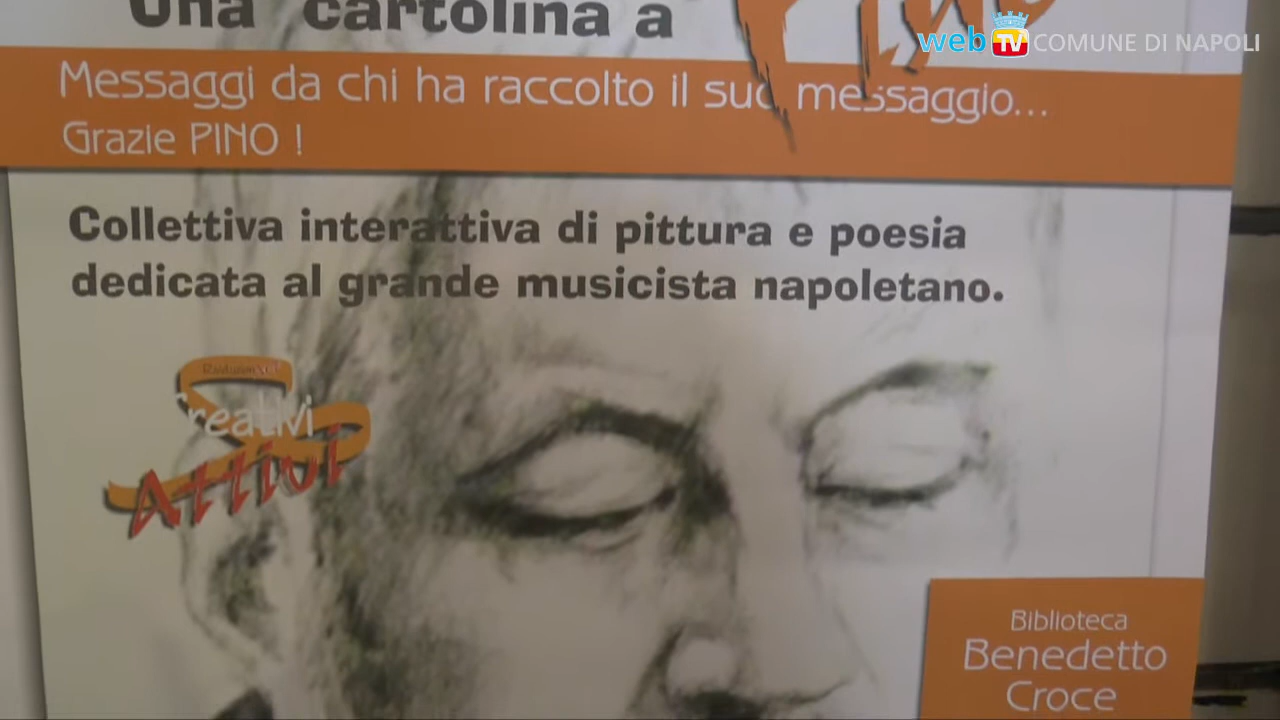 Una cartolina a Pino
web TV COMUNE DI NAPOLI
Messaggi da chi ha raccolto il suo messaggio...
Grazie PINO !
Collettiva interattiva di pittura e poesia
dedicata al grande musicista napoletano.
Creativi
Attivi
Biblioteca
Benedetto
Croce